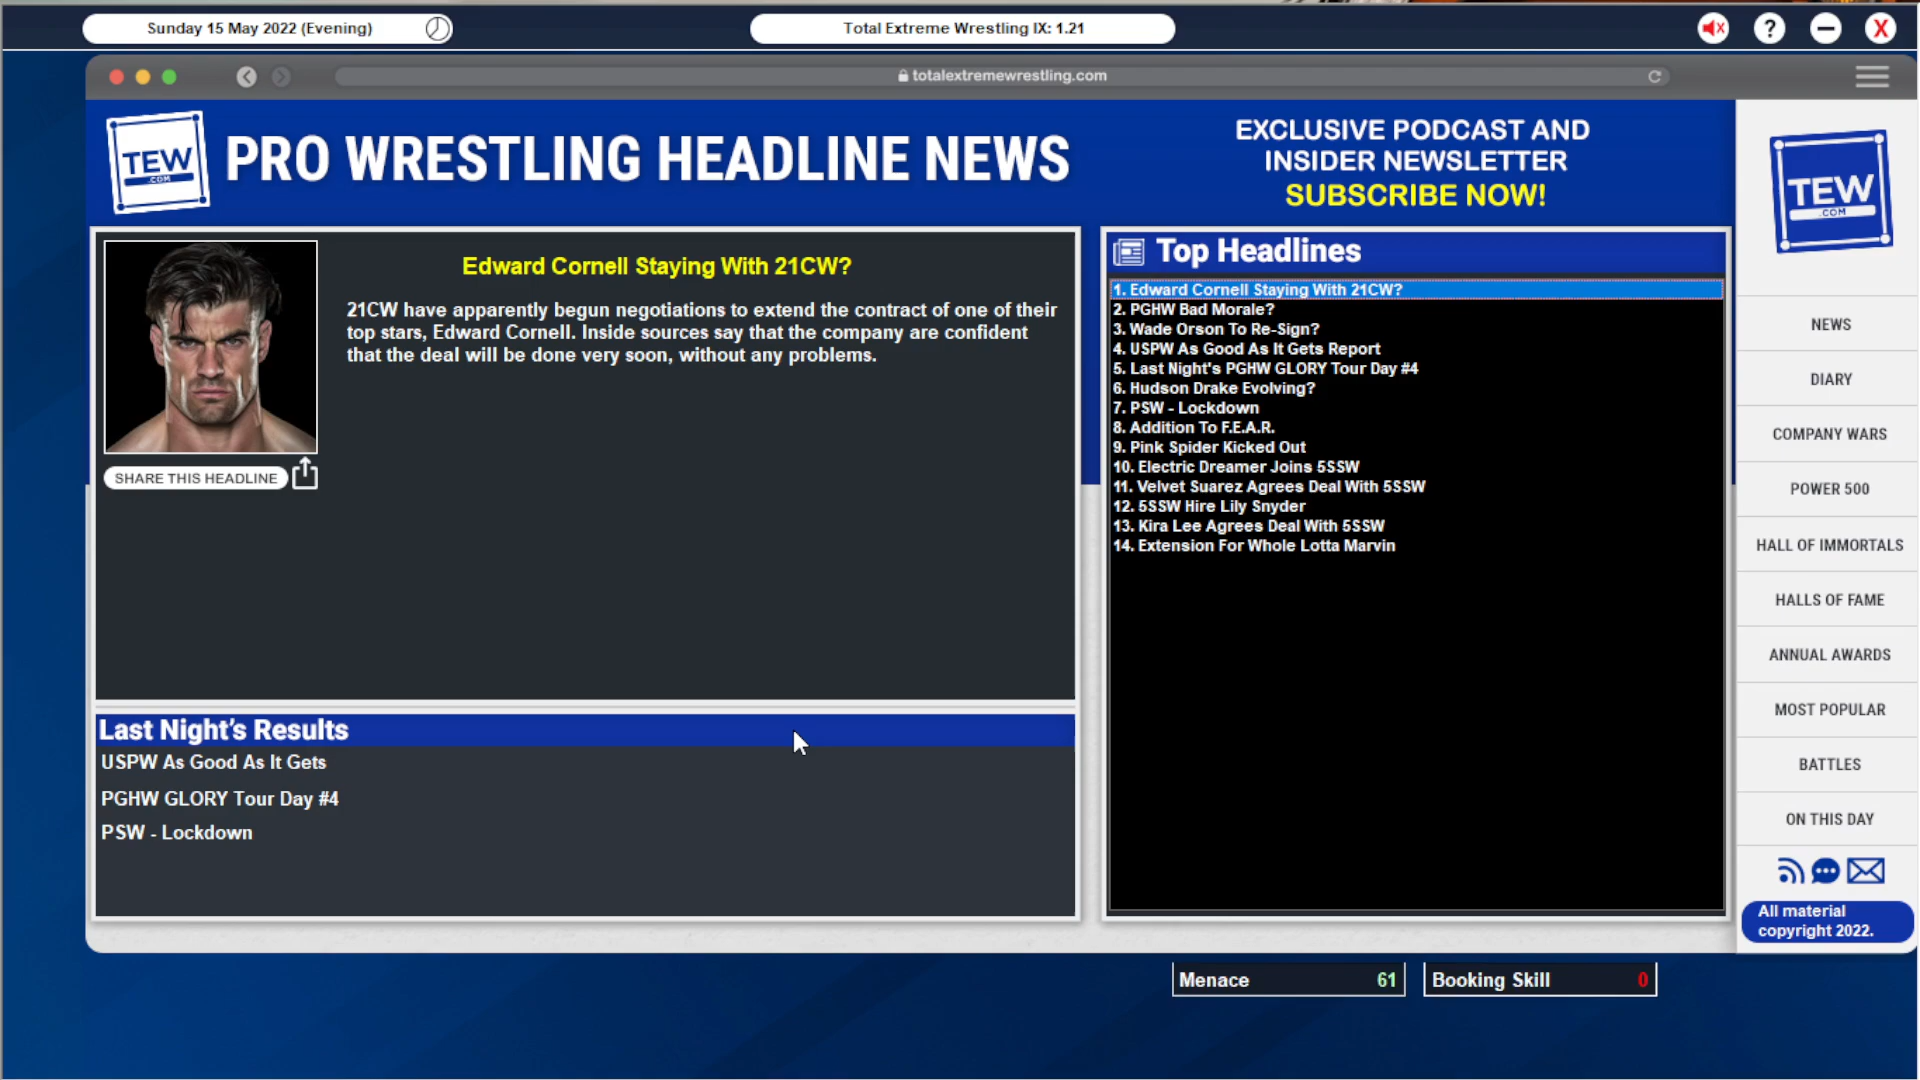 Sunday 15 May 2022 (Evening)
Total Extreme Wrestling IX: 1.21
?
X
totalextremewrestling.com
TEW
.COM
PRO WRESTLING HEADLINE NEWS
EXCLUSIVE PODCAST AND
INSIDER NEWSLETTER
SUBSCRIBE NOW!
TEW
.COM
Edward Cornell Staying With 21CW?
21CW have apparently begun negotiations to extend the contract of one of their
top stars, Edward Cornell. Inside sources say that the company are confident
that the deal will be done very soon, without any problems.
SHARE THIS HEADLINE
Last Night's Results
USPW As Good As It Gets
PGHW GLORY Tour Day #4
PSW - Lockdown
Top Headlines
1. Edward Cornell Staying With 21CW?
2. PGHW Bad Morale?
3. Wade Orson To Re-Sign?
4. USPW As Good As It Gets Report
5. Last Night's PGHW GLORY Tour Day #4
6. Hudson Drake Evolving?
7. PSW - Lockdown
8. Addition To F.E.A.R.
9. Pink Spider Kicked Out
10. Electric Dreamer Joins 5SSW
11. Velvet Suarez Agrees Deal With 5SSW
12. 5SSW Hire Lily Snyder
13. Kira Lee Agrees Deal With 5SSW
14. Extension For Whole Lotta Marvin
NEWS
DIARY
COMPANY WARS
POWER 500
HALL OF IMMORTALS
HALLS OF FAME
ANNUAL AWARDS
MOST POPULAR
BATTLES
ON THIS DAY
All material
copyright 2022.
Menace 61
Booking Skill 0